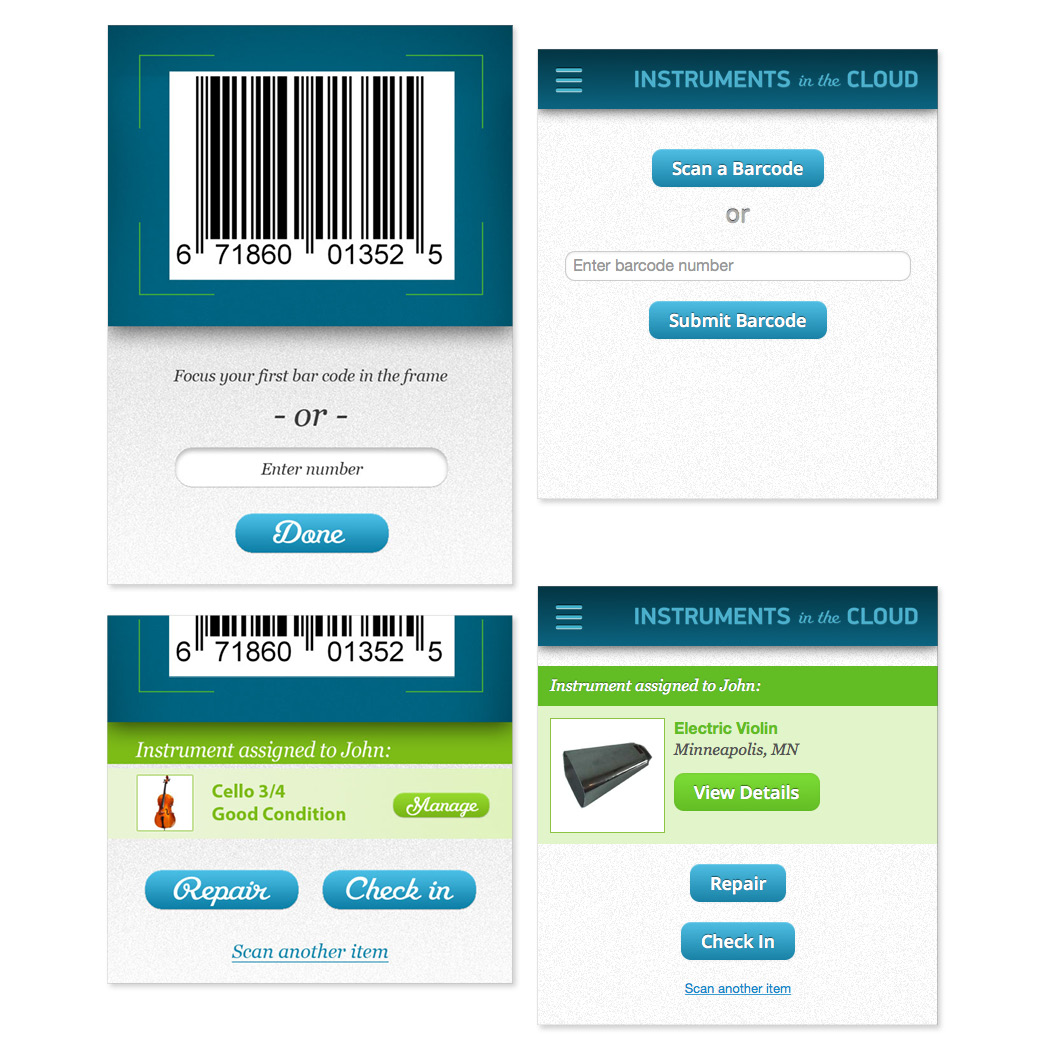 6 71860 01352 5
Focus your first bar code in the frame
- or -
Enter number
Done
INSTRUMENTS in the CLOUD
Scan a Barcode
or
Enter barcode number
Submit Barcode
6 71860 01352 5
Instrument assigned to John:
Cello 3/4
Good Condition
Manage
Repair Check in
Scan another item
INSTRUMENTS in the CLOUD
Instrument assigned to John:
Electric Violin
Minneapolis, MN
View Details
Repair
Check In
Scan another item